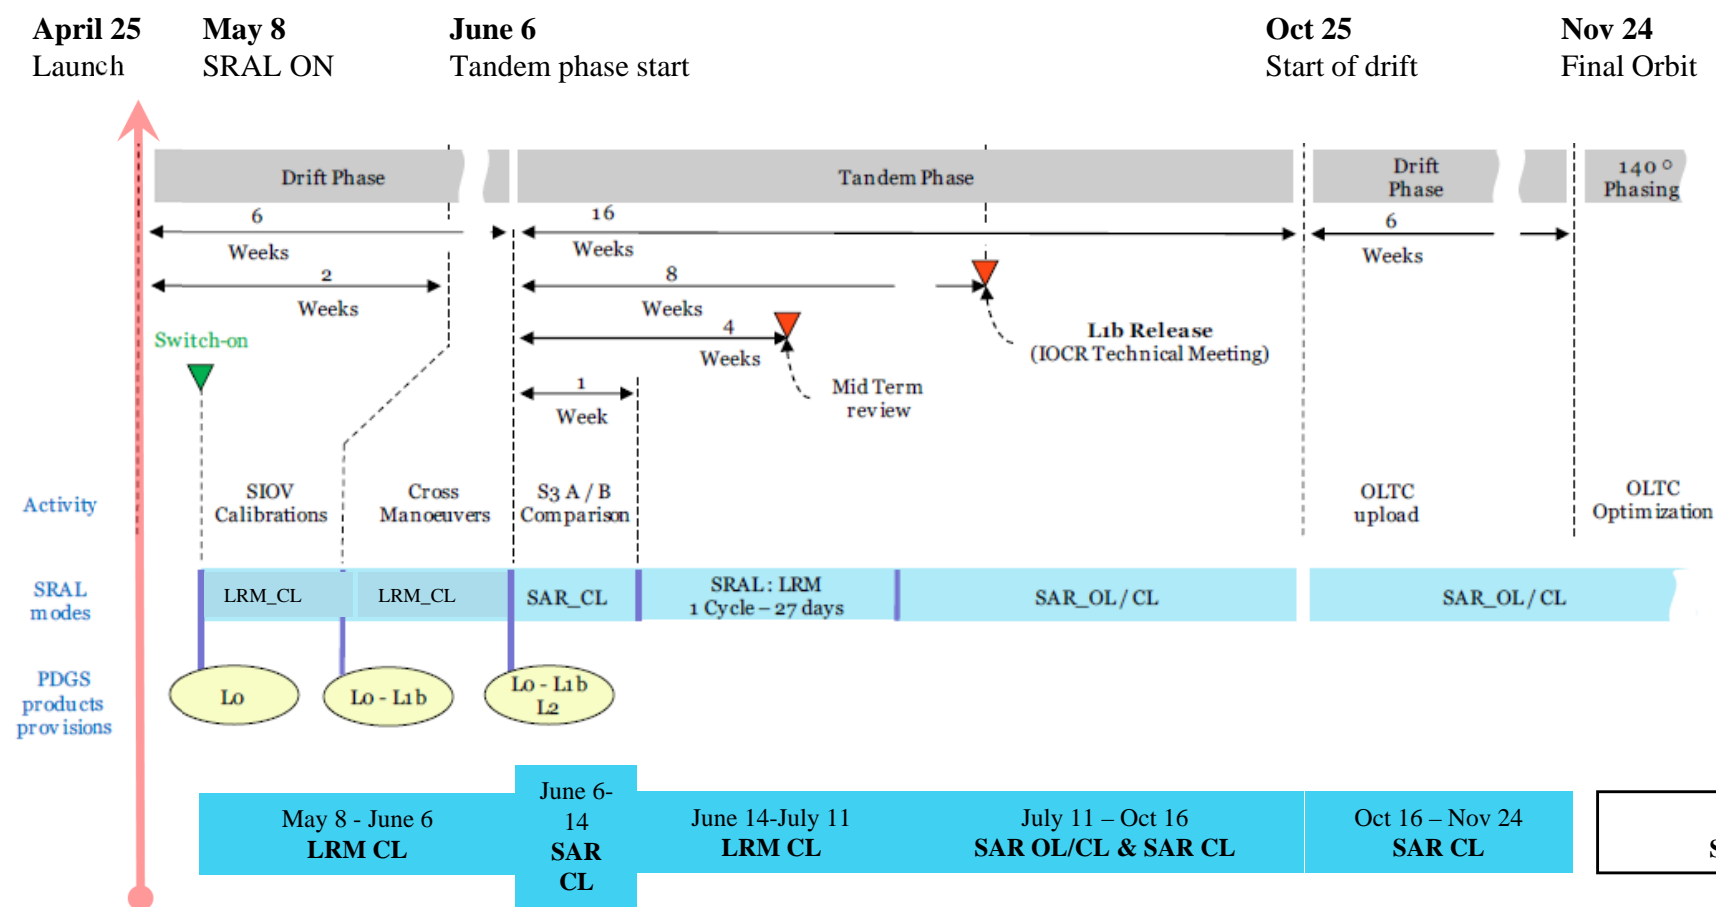 April 25
Launch
May 8
SRAL ON
June 6
Tandem phase start
Oct 25
Start of drift
Nov 24
Final Orbit
Drift Phase
Tandem Phase
Drift
Phase
140 °
Phasing
6
Weeks
16
Weeks
6
Weeks
2
Weeks
8
Weeks
4
Weeks
1
Week
Switch-on
L1b Release
(IOCR Technical Meeting)
Mid Term
review
Activity
SIOV
Calibrations
Cross
Manoeuvers
S3 A / B
Comparison
OLTC
upload
OLTC
Optimization
SRAL
modes
LRM_CL
LRM_CL
SAR_CL
SRAL: LRM
1 Cycle – 27 days
SAR_OL/CL
SAR_OL/CL
PDGS
products
provisions
L0
L0 - L1b
L0 - L1b
L2
May 8 - June 6
LRM CL
June 6-
14
SAR
CL
June 14-July 11
LRM CL
July 11 – Oct 16
SAR OL/CL & SAR CL
Oct 16 – Nov 24
SAR CL